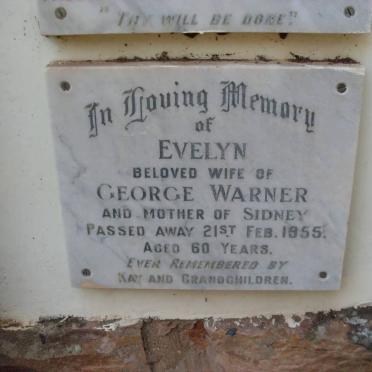 "THY WILL BE DONE"
In Loving Memory
of
EVELYN
BELOVED WIFE OF
GEORGE WARNER
AND MOTHER OF SIDNEY
PASSED AWAY 21ST FEB. 1955.
AGED 60 YEARS.
EVER REMEMBERED BY
KAY AND GRANDCHILDREN.